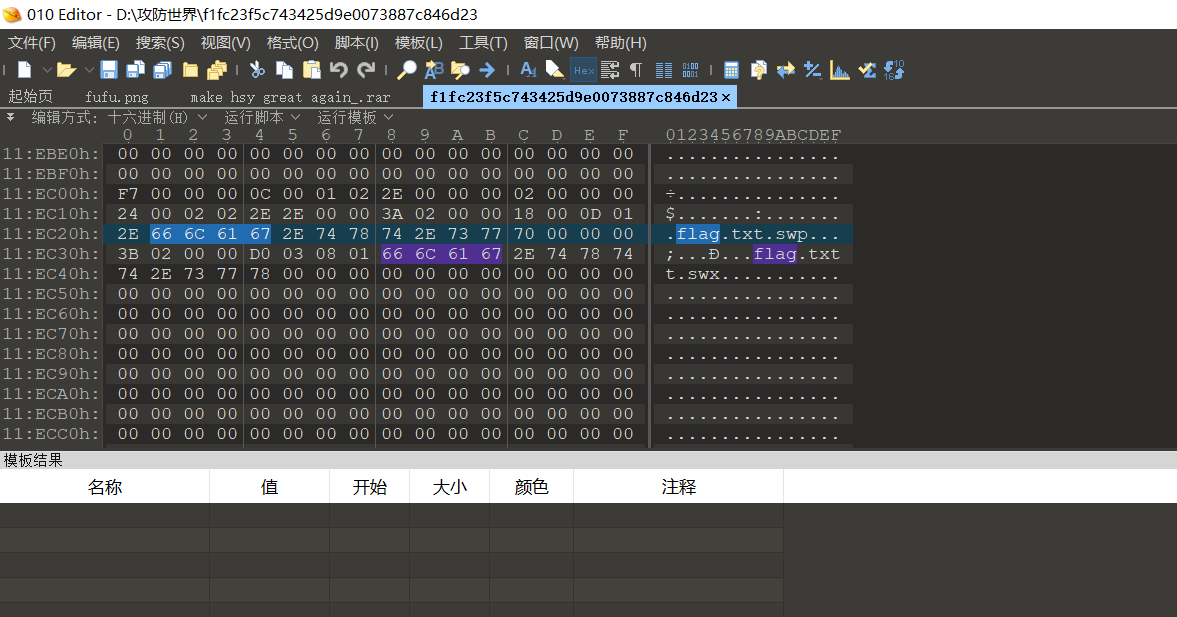 010 Editor - D:\攻防世界\f1fc23f5c743425d9e0073887c846d23
文件(F) 编辑(E) 搜索(S) 视图(V) 格式(O) 脚本(I) 模板(L) 工具(T) 窗口(W) 帮助(H)
Hex
起始页 fufu.png make hsy great again_.rar f1fc23f5c743425d9e0073887c846d23 ×
编辑方式: 十六进制(H) 运行脚本 运行模板
0 1 2 3 4 5 6 7 8 9 A B C D E F 0123456789ABCDEF
11:EBE0h: 00 00 00 00 00 00 00 00 00 00 00 00 00 00 00 00 ................
11:EBF0h: 00 00 00 00 00 00 00 00 00 00 00 00 00 00 00 00 ................
11:EC00h: F7 00 00 00 0C 00 01 02 2E 00 00 00 02 00 00 00 ÷...............
11:EC10h: 24 00 02 02 2E 2E 00 00 3A 02 00 00 18 00 0D 01 $.......:.......
11:EC20h: 2E 66 6C 61 67 2E 74 78 74 2E 73 77 70 00 00 00 .flag.txt.swp...
11:EC30h: 3B 02 00 00 D0 03 08 01 66 6C 61 67 2E 74 78 74 ;...Ð...flag.txt
11:EC40h: 74 2E 73 77 78 00 00 00 00 00 00 00 00 00 00 00 t.swx...........
11:EC50h: 00 00 00 00 00 00 00 00 00 00 00 00 00 00 00 00 ................
11:EC60h: 00 00 00 00 00 00 00 00 00 00 00 00 00 00 00 00 ................
11:EC70h: 00 00 00 00 00 00 00 00 00 00 00 00 00 00 00 00 ................
11:EC80h: 00 00 00 00 00 00 00 00 00 00 00 00 00 00 00 00 ................
11:EC90h: 00 00 00 00 00 00 00 00 00 00 00 00 00 00 00 00 ................
11:ECA0h: 00 00 00 00 00 00 00 00 00 00 00 00 00 00 00 00 ................
11:ECB0h: 00 00 00 00 00 00 00 00 00 00 00 00 00 00 00 00 ................
11:ECC0h: 00 00 00 00 00 00 00 00 00 00 00 00 00 00 00 00 ................
模板结果
名称 值 开始 大小 颜色 注释